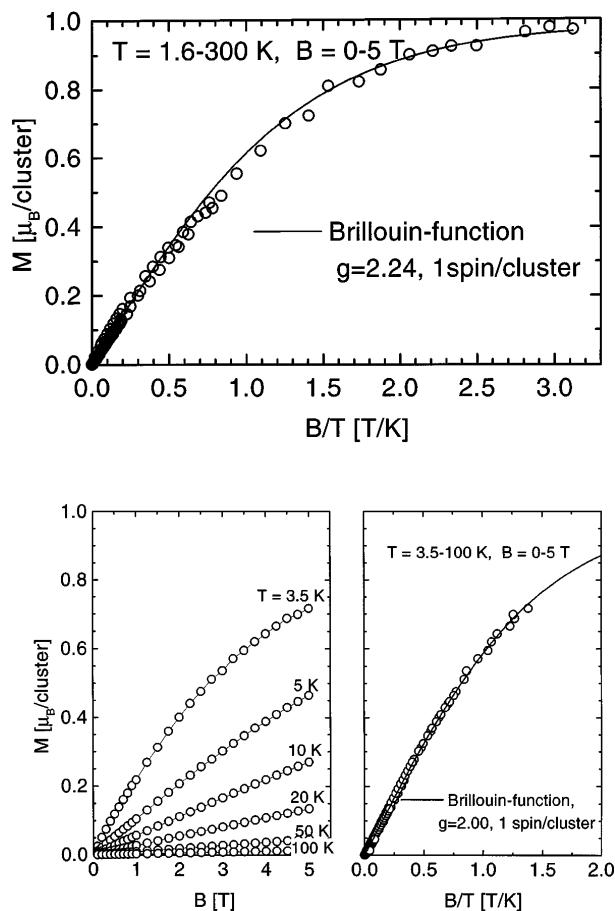 1.0
T = 1.6-300 K, B = 0-5 T
0.8
0.6
0.4
Brillouin-function
g=2.24, 1spin/cluster
0.2
0.0
M [μB/cluster]
0.0 0.5 1.0 1.5 2.0 2.5 3.0
B/T [T/K]
1.0
0.8
0.6
0.4
0.2
0.0
M [μB/cluster]
T = 3.5 K
5 K
10 K
20 K
50 K
100 K
0 1 2 3 4 5
B [T]
T = 3.5-100 K, B = 0-5 T
Brillouin-function,
g=2.00, 1 spin/cluster
0.0 0.5 1.0 1.5 2.0
B/T [T/K]